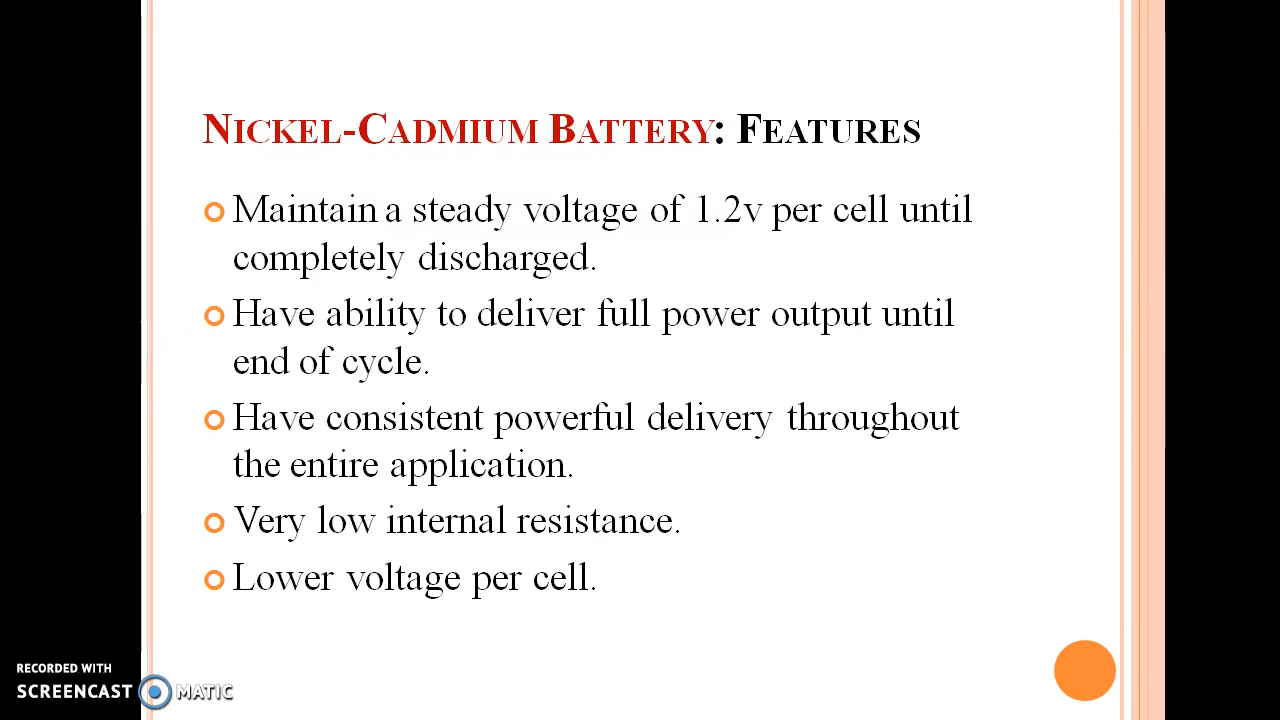 NICKEL-CADMIUM BATTERY: FEATURES
Maintain a steady voltage of 1.2v per cell until
completely discharged.
Have ability to deliver full power output until
end of cycle.
Have consistent powerful delivery throughout
the entire application.
Very low internal resistance.
Lower voltage per cell.
RECORDED WITH
SCREENCAST MATIC